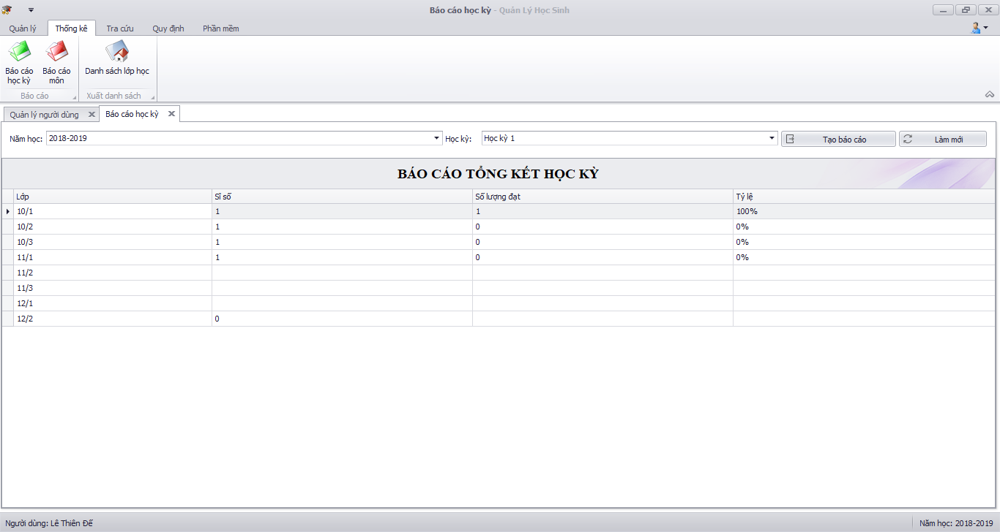 Báo cáo học kỳ - Quản Lý Học Sinh
Quản lý Thống kê Tra cứu Quy định Phần mềm
Báo cáo học kỳ Báo cáo môn Danh sách lớp học
Báo cáo Xuất danh sách
Quản lý người dùng Báo cáo học kỳ
Năm học: 2018-2019 Học kỳ: Học kỳ 1 Tạo báo cáo Làm mới
BÁO CÁO TỔNG KẾT HỌC KỲ
Lớp Sĩ số Số lượng đạt Tỷ lệ
10/1 1 1 100%
10/2 1 0 0%
10/3 1 0 0%
11/1 1 0 0%
11/2
11/3
12/1
12/2 0
Người dùng: Lê Thiên Đế Năm học: 2018-2019